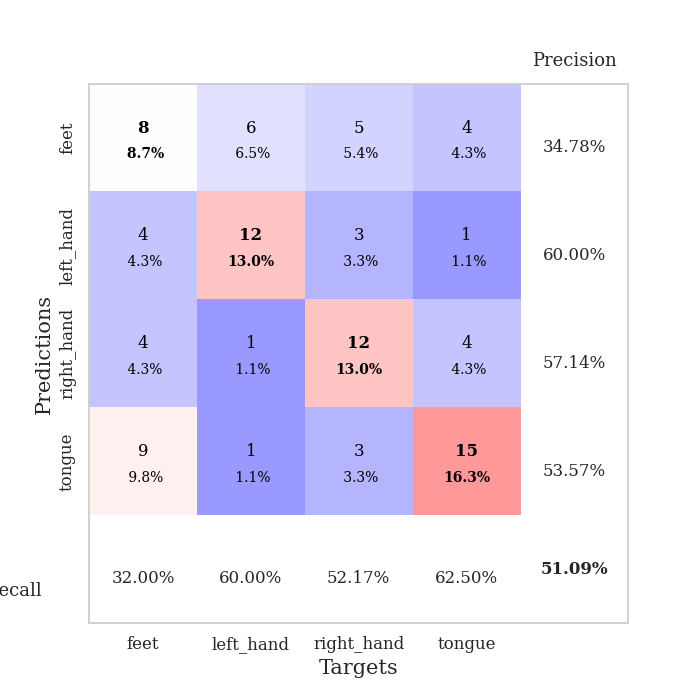 Precision
feet 8 6 5 4 34.78%
8.7% 6.5% 5.4% 4.3%
left_hand 4 12 3 1 60.00%
4.3% 13.0% 3.3% 1.1%
Predictions
right_hand 4 1 12 4 57.14%
4.3% 1.1% 13.0% 4.3%
tongue 9 1 3 15 53.57%
9.8% 1.1% 3.3% 16.3%
ecall 32.00% 60.00% 52.17% 62.50% 51.09%
feet left_hand right_hand tongue
Targets